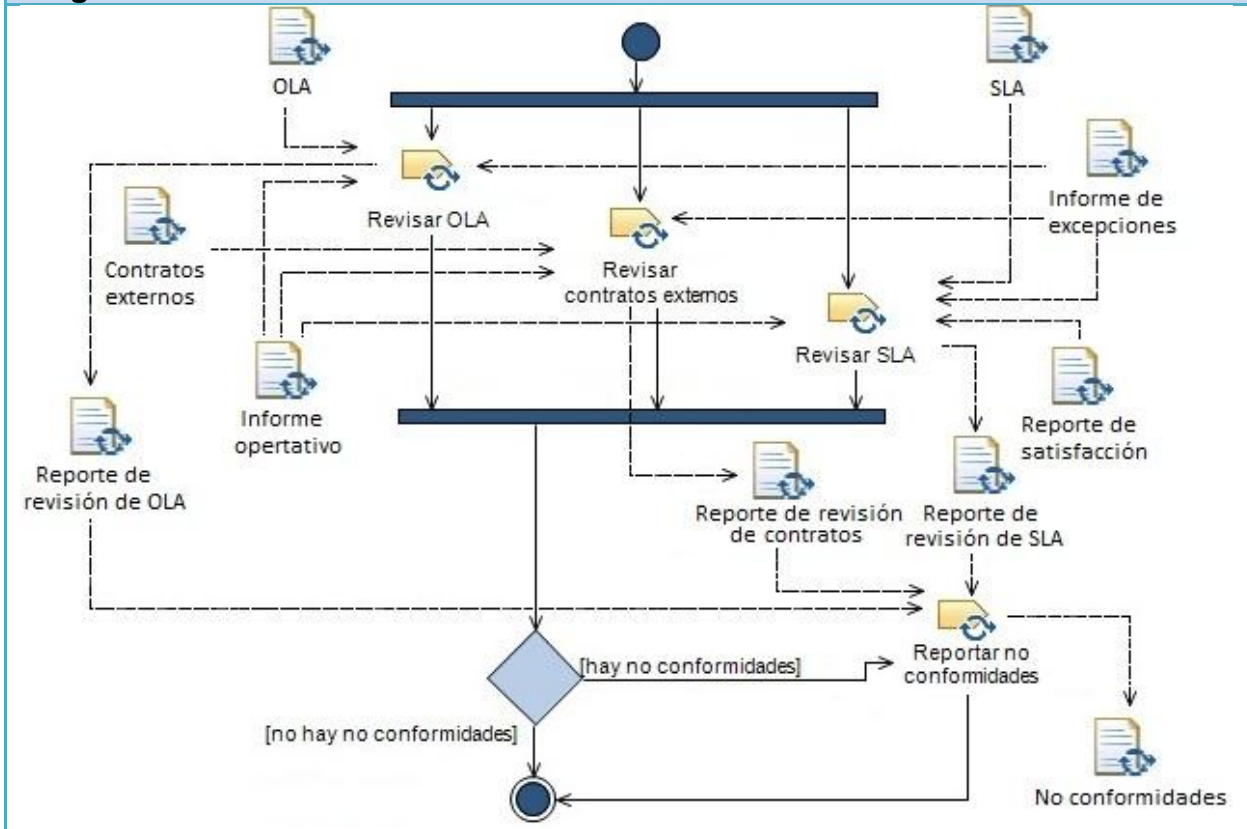 OLA
SLA
Informe de
excepciones
Revisar OLA
Contratos
externos
Revisar
contratos externos
Revisar SLA
Informe
opertativo
Reporte de
satisfacción
Reporte de
revisión de OLA
Reporte de revisión
de contratos
Reporte de
revisión de SLA
[hay no conformidades]
Reportar no
conformidades
[no hay no conformidades]
No conformidades